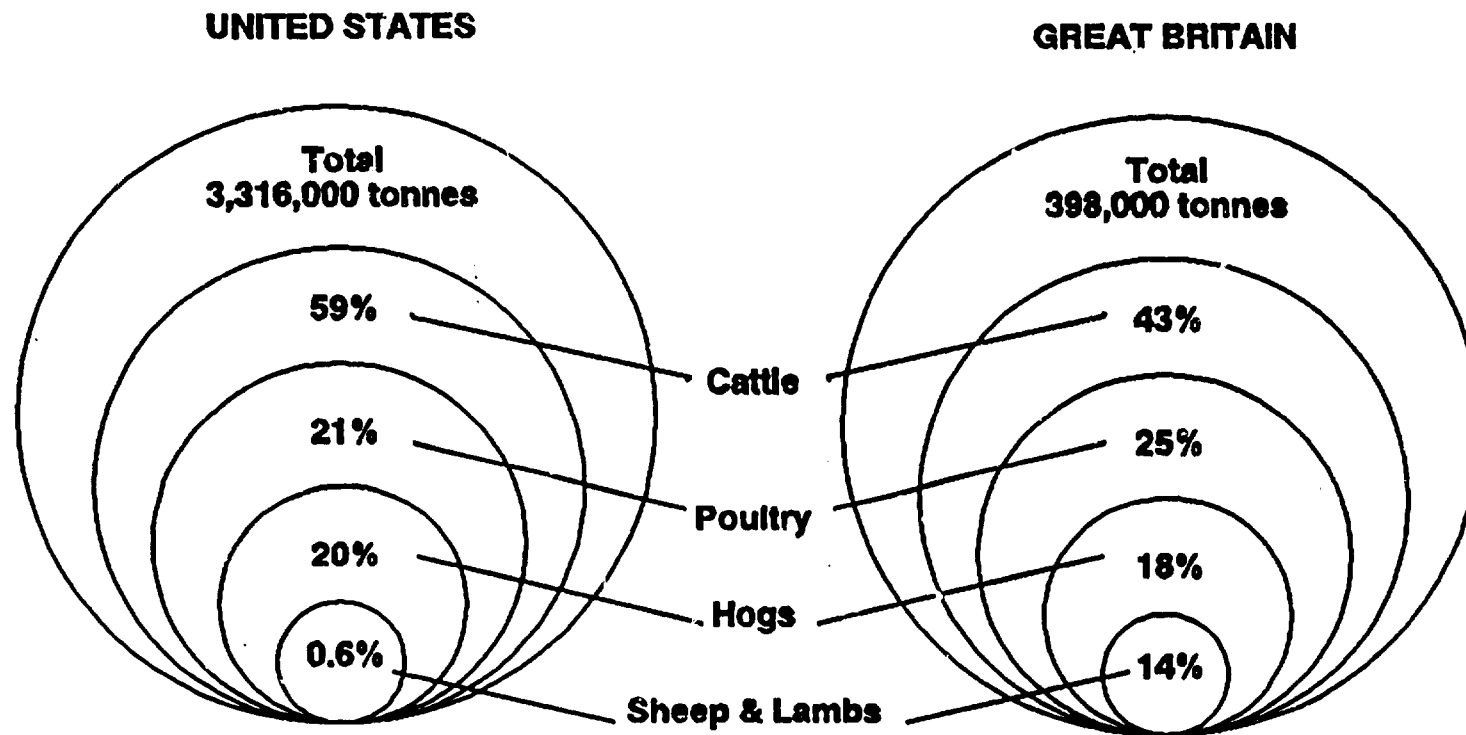 UNITED STATES
GREAT BRITAIN
Total
3,316,000 tonnes
Total
398,000 tonnes
59%
43%
Cattle
21%
25%
Poultry
20%
18%
Hogs
0.6%
14%
Sheep & Lambs